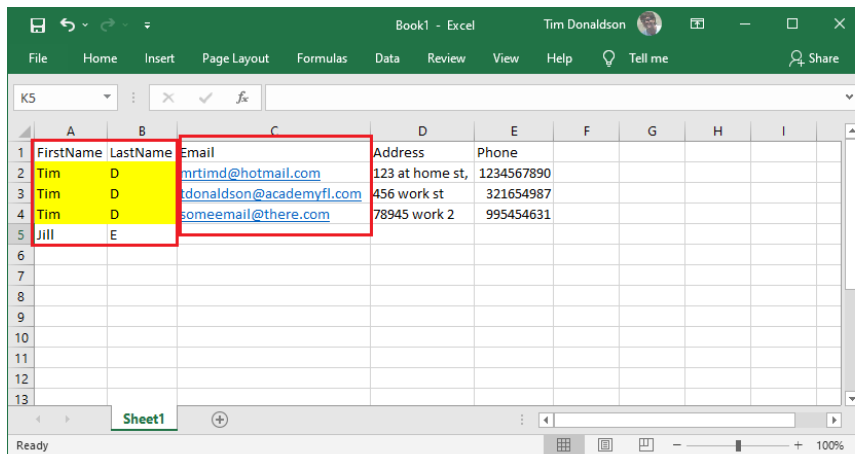 Book1 - Excel Tim Donaldson
File Home Insert Page Layout Formulas Data Review View Help Tell me Share
K5 fx
A B C D E F G H I
1 FirstName LastName Email Address Phone
2 Tim D mrtimd@hotmail.com 123 at home st, 1234567890
3 Tim D tdonaldson@academyfl.com 456 work st 321654987
4 Tim D someemail@there.com 78945 work 2 995454631
5 Jill E
6
7
8
9
10
11
12
13
Sheet1
Ready 100%